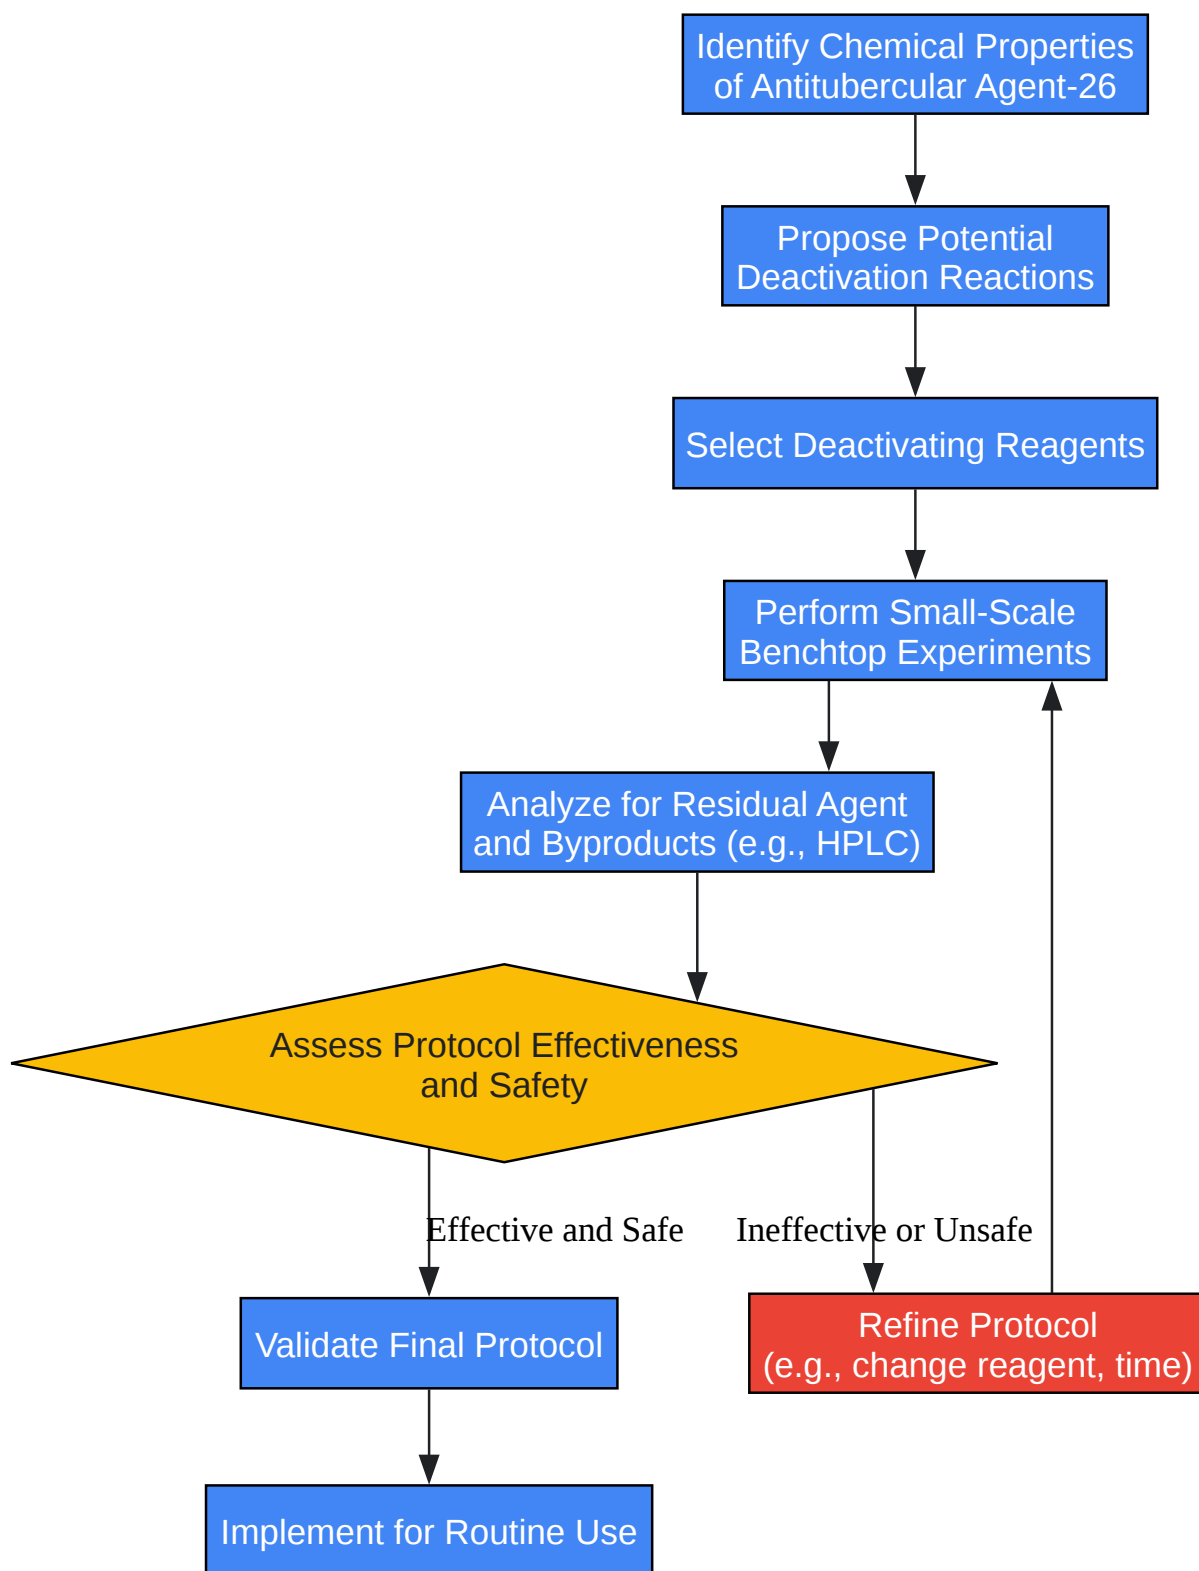 Identify Chemical Properties
of Antitubercular Agent-26
Propose Potential
Deactivation Reactions
Select Deactivating Reagents
Perform Small-Scale
Benchtop Experiments
Analyze for Residual Agent
and Byproducts (e.g., HPLC)
Assess Protocol Effectiveness
and Safety
Effective and Safe
Ineffective or Unsafe
Validate Final Protocol
Refine Protocol
(e.g., change reagent, time)
Implement for Routine Use